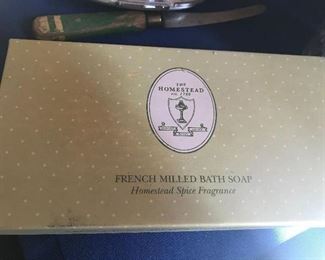 THE
HOMESTEAD
FRENCH MILLED BATH SOAP
Homestead Spice Fragrance